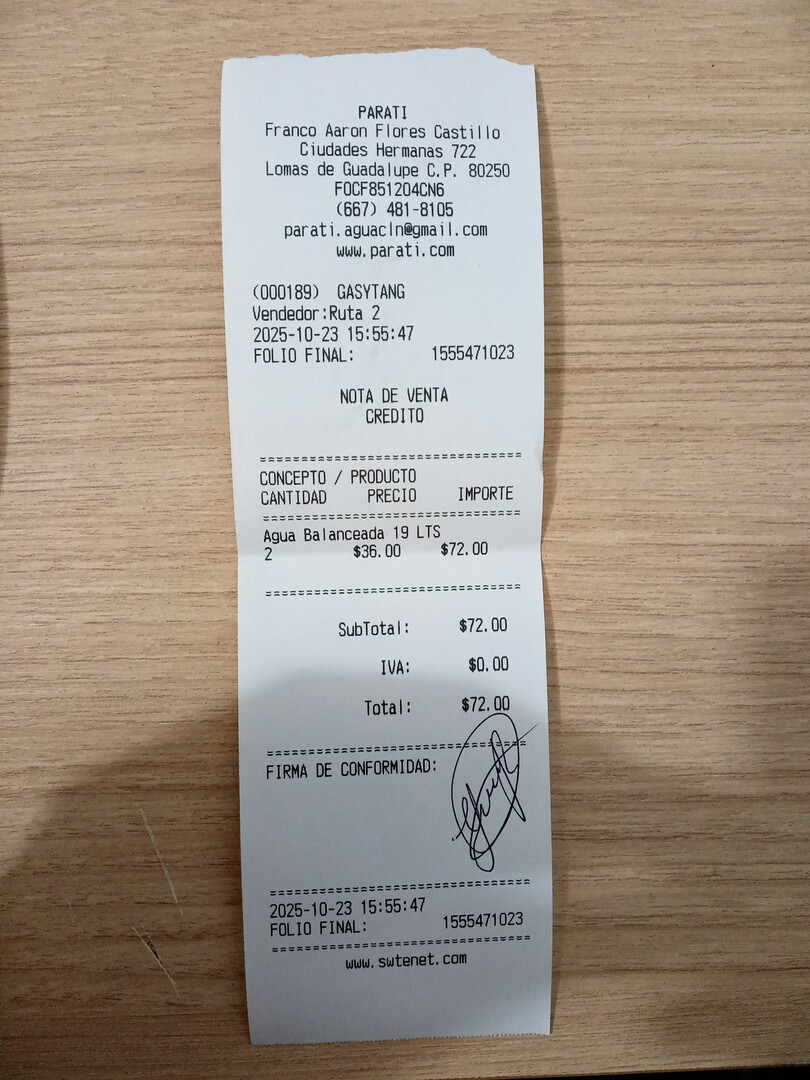 PARATI
Franco Aaron Flores Castillo
Ciudades Hermanas 722
Lomas de Guadalupe C.P. 80250
FOCF851204CN6
(667) 481-8105
parati.aguacln@gmail.com
www.parati.com
(000189) GASYTANG
Vendedor:Ruta 2
2025-10-23 15:55:47
FOLIO FINAL: 1555471023
NOTA DE VENTA
CREDITO
CONCEPTO / PRODUCTO
CANTIDAD PRECIO IMPORTE
Agua Balanceada 19 LTS
2 $36.00 $72.00
SubTotal: $72.00
IVA: $0.00
Total: $72.00
FIRMA DE CONFORMIDAD:
2025-10-23 15:55:47
FOLIO FINAL: 1555471023
www.swtenet.com